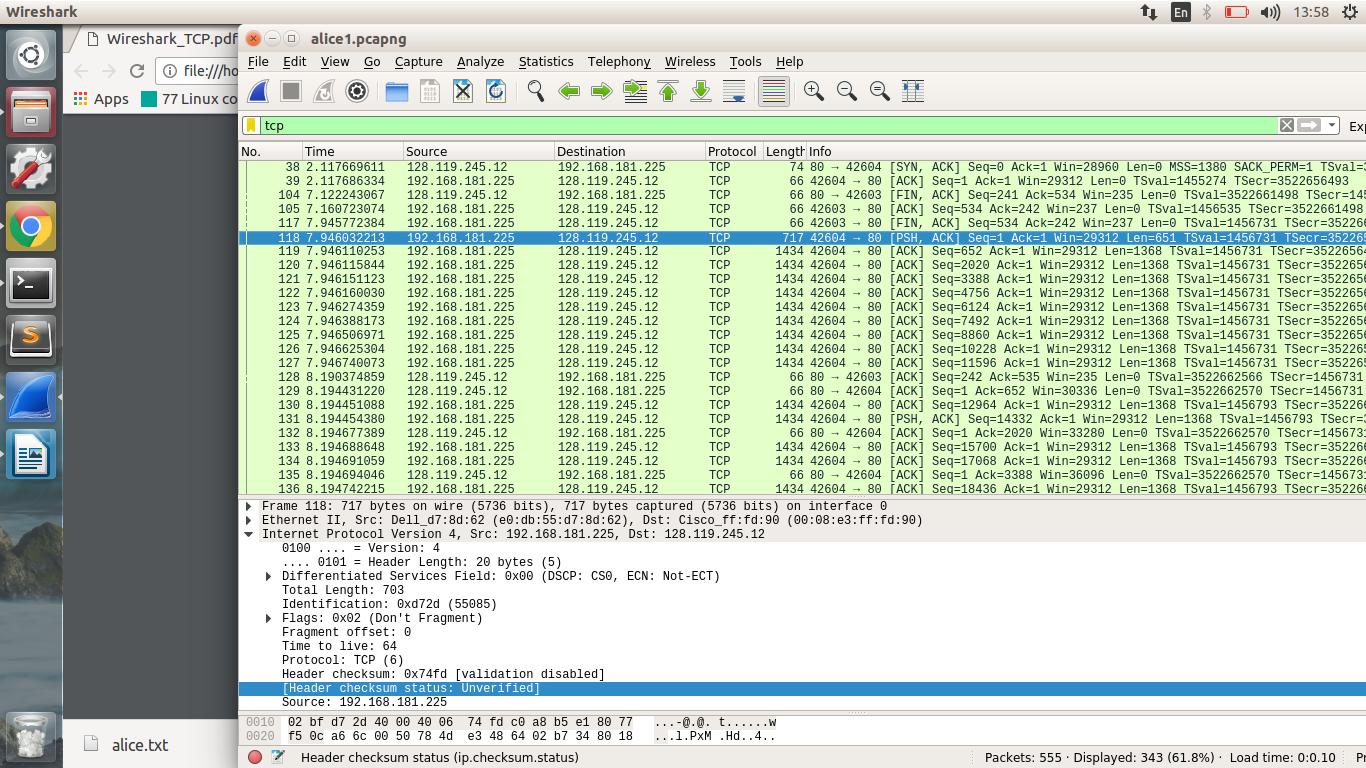 Wireshark En 13:58
Wireshark_TCP.pdf
file:///ho
Apps 77 Linux co
alice1.pcapng
File Edit View Go Capture Analyze Statistics Telephony Wireless Tools Help
tcp
No. Time Source Destination Protocol Length Info
38 2.117669611 128.119.245.12 192.168.181.225 TCP 74 80 → 42604 [SYN, ACK] Seq=0 Ack=1 Win=28960 Len=0 MSS=1380 SACK_PERM=1 TSval=
39 2.117686334 192.168.181.225 128.119.245.12 TCP 66 42604 → 80 [ACK] Seq=1 Ack=1 Win=29312 Len=0 TSval=1455274 TSecr=3522656493
104 7.122243067 128.119.245.12 192.168.181.225 TCP 66 80 → 42603 [FIN, ACK] Seq=241 Ack=534 Win=235 Len=0 TSval=3522661498 TSecr=145
105 7.160723074 192.168.181.225 128.119.245.12 TCP 66 42603 → 80 [ACK] Seq=534 Ack=242 Win=237 Len=0 TSval=1456535 TSecr=3522661498
117 7.945772384 192.168.181.225 128.119.245.12 TCP 66 42603 → 80 [FIN, ACK] Seq=534 Ack=242 Win=237 Len=0 TSval=1456731 TSecr=352266
118 7.946032213 192.168.181.225 128.119.245.12 TCP 717 42604 → 80 [PSH, ACK] Seq=1 Ack=1 Win=29312 Len=651 TSval=1456731 TSecr=352265
119 7.946110253 192.168.181.225 128.119.245.12 TCP 1434 42604 → 80 [ACK] Seq=652 Ack=1 Win=29312 Len=1368 TSval=1456731 TSecr=35226564
120 7.946115844 192.168.181.225 128.119.245.12 TCP 1434 42604 → 80 [ACK] Seq=2020 Ack=1 Win=29312 Len=1368 TSval=1456731 TSecr=3522656
121 7.946151123 192.168.181.225 128.119.245.12 TCP 1434 42604 → 80 [ACK] Seq=3388 Ack=1 Win=29312 Len=1368 TSval=1456731 TSecr=3522656
122 7.946160030 192.168.181.225 128.119.245.12 TCP 1434 42604 → 80 [ACK] Seq=4756 Ack=1 Win=29312 Len=1368 TSval=1456731 TSecr=3522656
123 7.946274359 192.168.181.225 128.119.245.12 TCP 1434 42604 → 80 [ACK] Seq=6124 Ack=1 Win=29312 Len=1368 TSval=1456731 TSecr=3522656
124 7.946388173 192.168.181.225 128.119.245.12 TCP 1434 42604 → 80 [ACK] Seq=7492 Ack=1 Win=29312 Len=1368 TSval=1456731 TSecr=3522656
125 7.946506971 192.168.181.225 128.119.245.12 TCP 1434 42604 → 80 [ACK] Seq=8860 Ack=1 Win=29312 Len=1368 TSval=1456731 TSecr=3522656
126 7.946625304 192.168.181.225 128.119.245.12 TCP 1434 42604 → 80 [ACK] Seq=10228 Ack=1 Win=29312 Len=1368 TSval=1456731 TSecr=352265
127 7.946740073 192.168.181.225 128.119.245.12 TCP 1434 42604 → 80 [ACK] Seq=11596 Ack=1 Win=29312 Len=1368 TSval=1456731 TSecr=352265
128 8.190374859 128.119.245.12 192.168.181.225 TCP 66 80 → 42603 [ACK] Seq=242 Ack=535 Win=235 Len=0 TSval=3522662566 TSecr=1456731
129 8.194431220 128.119.245.12 192.168.181.225 TCP 66 80 → 42604 [ACK] Seq=1 Ack=652 Win=30336 Len=0 TSval=3522662570 TSecr=1456731
130 8.194451088 192.168.181.225 128.119.245.12 TCP 1434 42604 → 80 [ACK] Seq=12964 Ack=1 Win=29312 Len=1368 TSval=1456793 TSecr=352266
131 8.194454380 192.168.181.225 128.119.245.12 TCP 1434 42604 → 80 [PSH, ACK] Seq=14332 Ack=1 Win=29312 Len=1368 TSval=1456793 TSecr=3
132 8.194677389 128.119.245.12 192.168.181.225 TCP 66 80 → 42604 [ACK] Seq=1 Ack=2020 Win=33280 Len=0 TSval=3522662570 TSecr=145673
133 8.194688648 192.168.181.225 128.119.245.12 TCP 1434 42604 → 80 [ACK] Seq=15700 Ack=1 Win=29312 Len=1368 TSval=1456793 TSecr=352266
134 8.194691059 192.168.181.225 128.119.245.12 TCP 1434 42604 → 80 [ACK] Seq=17068 Ack=1 Win=29312 Len=1368 TSval=1456793 TSecr=352266
135 8.194694046 128.119.245.12 192.168.181.225 TCP 66 80 → 42604 [ACK] Seq=1 Ack=3388 Win=36096 Len=0 TSval=3522662570 TSecr=145673
136 8.194742215 192.168.181.225 128.119.245.12 TCP 1434 42604 → 80 [ACK] Seq=18436 Ack=1 Win=29312 Len=1368 TSval=1456793 TSecr=352266
Frame 118: 717 bytes on wire (5736 bits), 717 bytes captured (5736 bits) on interface 0
Ethernet II, Src: Dell_d7:8d:62 (e0:db:55:d7:8d:62), Dst: Cisco_ff:fd:90 (00:08:e3:ff:fd:90)
Internet Protocol Version 4, Src: 192.168.181.225, Dst: 128.119.245.12
0100 .... = Version: 4
.... 0101 = Header Length: 20 bytes (5)
Differentiated Services Field: 0x00 (DSCP: CS0, ECN: Not-ECT)
Total Length: 703
Identification: 0xd72d (55085)
Flags: 0x02 (Don't Fragment)
Fragment offset: 0
Time to live: 64
Protocol: TCP (6)
Header checksum: 0x74fd [validation disabled]
[Header checksum status: Unverified]
Source: 192.168.181.225
0010 02 bf d7 2d 40 00 40 06 74 fd c0 a8 b5 e1 80 77 ...-@.@. t......w
0020 f5 0c a6 6c 00 50 78 4d e3 48 64 02 b7 34 80 18 ...l.PxM .Hd..4..
alice.txt
Header checksum status (ip.checksum.status) Packets: 555 · Displayed: 343 (61.8%) · Load time: 0:0.10